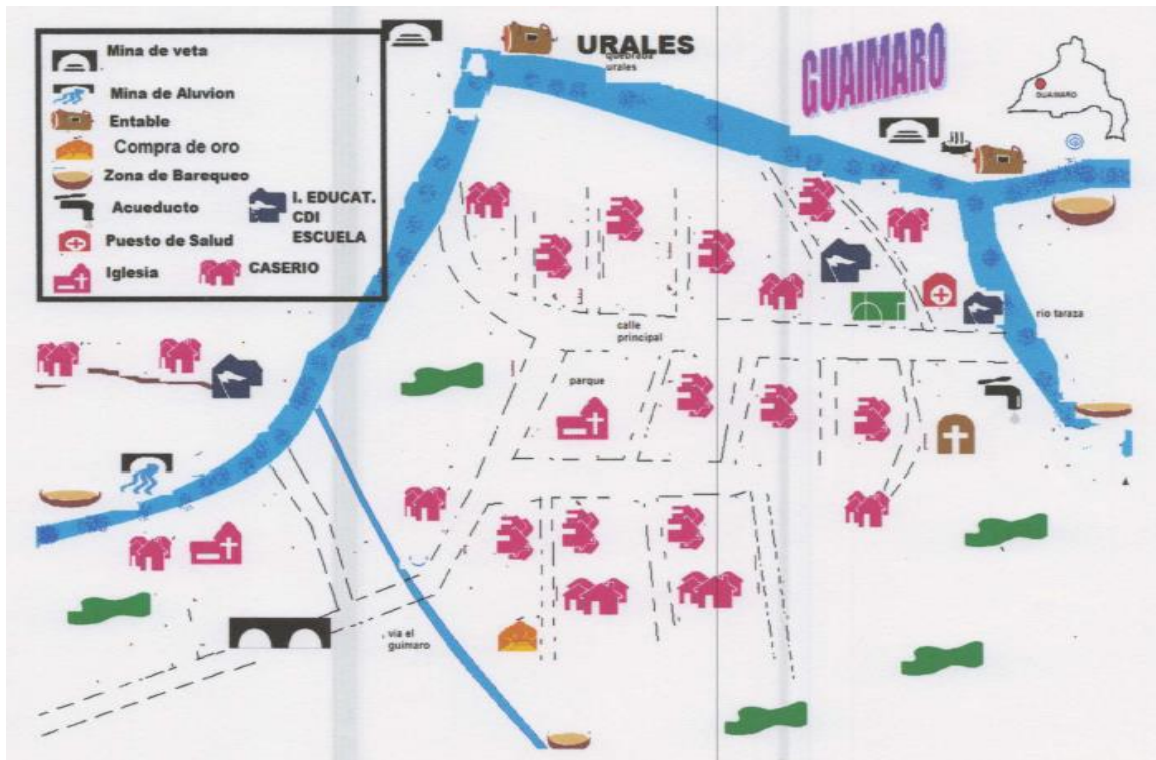 Mina de veta
Mina de Aluvion
Entable
Compra de oro
Zona de Barequeo
Acueducto
I. EDUCAT.
CDI
ESCUELA
Puesto de Salud
Iglesia
CASERIO
URALES
quebrada
urales
GUAIMARO
GUAIMARO
rio taraza
calle
principal
parque
via el
guimaro